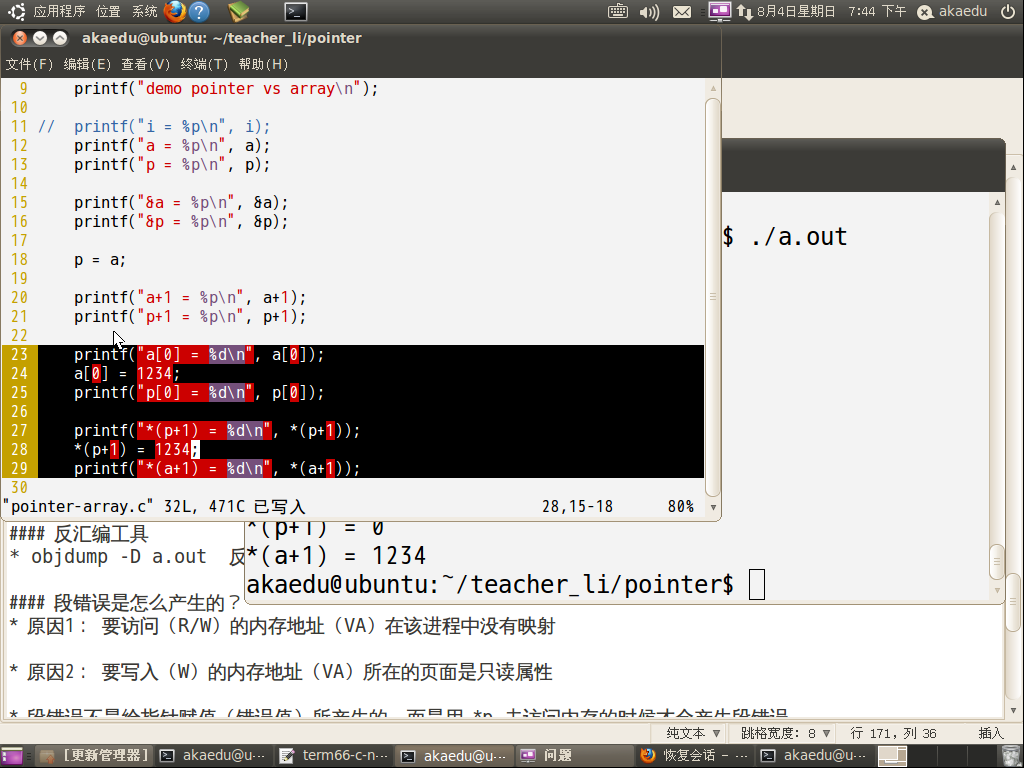 应用程序 位置 系统 8月4日星期日 7:44 下午 akaedu
akaedu@ubuntu: ~/teacher_li/pointer
文件(F) 编辑(E) 查看(V) 终端(T) 帮助(H)
9 printf("demo pointer vs array\n");
10
11 // printf("i = %p\n", i);
12 printf("a = %p\n", a);
13 printf("p = %p\n", p);
14
15 printf("&a = %p\n", &a);
16 printf("&p = %p\n", &p);
17
18 p = a;
19
20 printf("a+1 = %p\n", a+1);
21 printf("p+1 = %p\n", p+1);
22
23 printf("a[0] = %d\n", a[0]);
24 a[0] = 1234;
25 printf("p[0] = %d\n", p[0]);
26
27 printf("*(p+1) = %d\n", *(p+1));
28 *(p+1) = 1234;
29 printf("*(a+1) = %d\n", *(a+1));
30
"pointer-array.c" 32L, 471C 已写入 28,15-18 80%
$ ./a.out
*(p+1) = 0
*(a+1) = 1234
akaedu@ubuntu:~/teacher_li/pointer$
#### 反汇编工具
* objdump -D a.out 反
#### 段错误是怎么产生的？
* 原因1： 要访问（R/W）的内存地址（VA）在该进程中没有映射
* 原因2： 要写入（W）的内存地址（VA）所在的页面是只读属性
* 段错误不是给指针赋值（错误值）所产生的，而是用 *p 去访问内存的时候才会产生段错误
纯文本 跳格宽度: 8 行 171, 列 36 插入
[更新管理器] akaedu@u... term66-c-n... akaedu@u... 问题 恢复会话 - ... akaedu@u...